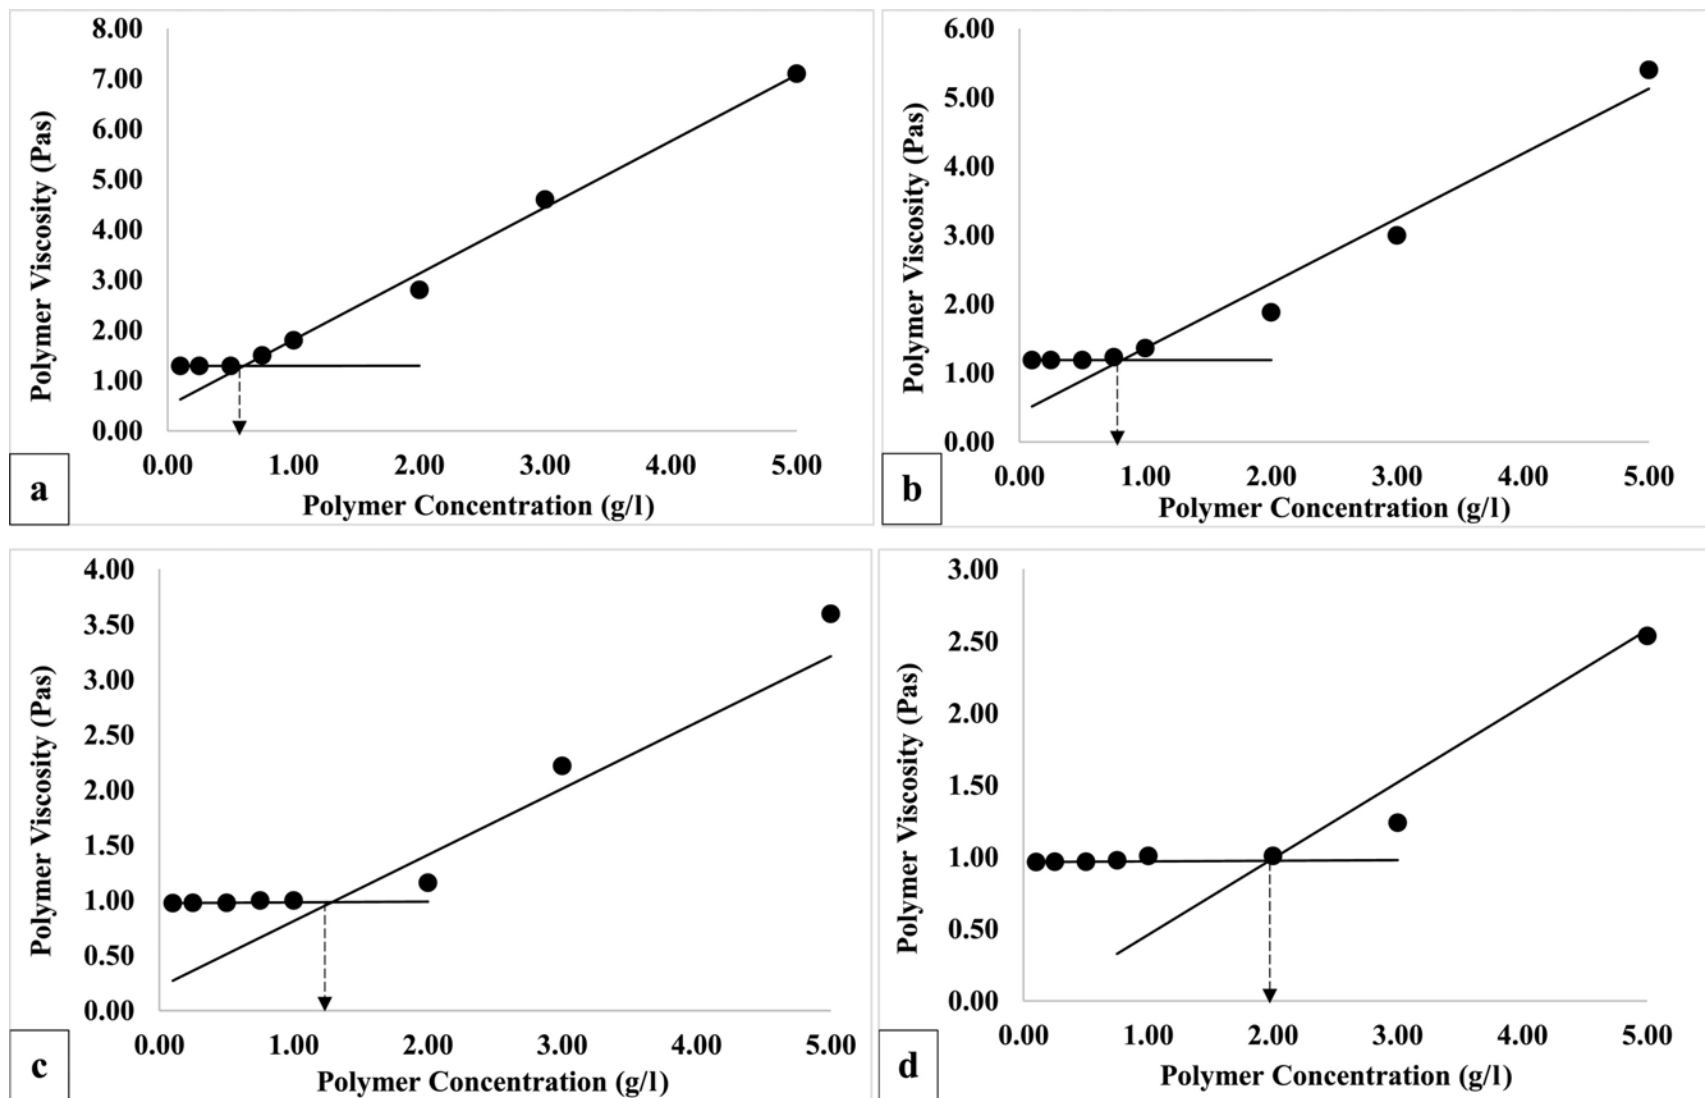 8.00
7.00
6.00
5.00
4.00
3.00
2.00
1.00
0.00
Polymer Viscosity (Pas)
0.00 1.00 2.00 3.00 4.00 5.00
Polymer Concentration (g/l)
a
6.00
5.00
4.00
3.00
2.00
1.00
0.00
Polymer Viscosity (Pas)
0.00 1.00 2.00 3.00 4.00 5.00
Polymer Concentration (g/l)
b
4.00
3.50
3.00
2.50
2.00
1.50
1.00
0.50
0.00
Polymer Viscosity (Pas)
0.00 1.00 2.00 3.00 4.00 5.00
Polymer Concentration (g/l)
c
3.00
2.50
2.00
1.50
1.00
0.50
0.00
Polymer Viscosity (Pas)
0.00 1.00 2.00 3.00 4.00 5.00
Polymer Concentration (g/l)
d